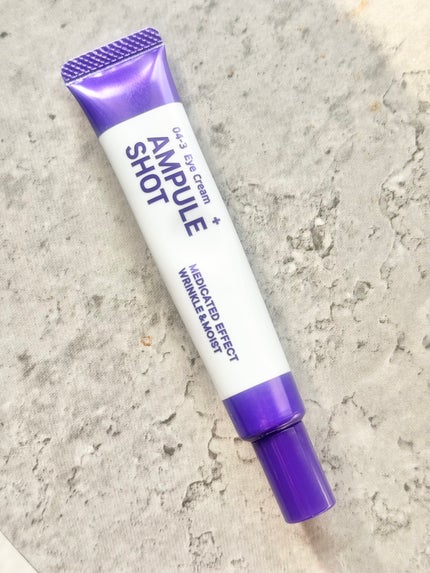 04-3 Eye Cream
AMPULE +
SHOT
MEDICATED EFFECT
WRINKLE & MOIST